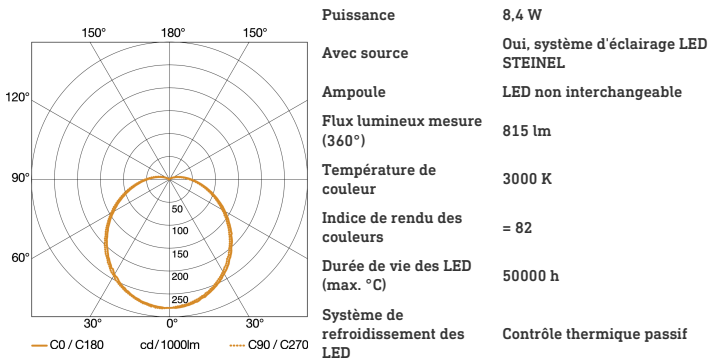 150° 180° 150°
120°
90°
60°
50
100
150
200
250
30° 0° 30°
C0 / C180 cd/1000lm C90 / C270
Puissance 8,4 W
Avec source Oui, système d'éclairage LED
STEINEL
Ampoule LED non interchangeable
Flux lumineux mesure
(360°) 815 lm
Température de
couleur 3000 K
Indice de rendu des
couleurs = 82
Durée de vie des LED
(max. °C) 50000 h
Système de
refroidissement des
LED Contrôle thermique passif